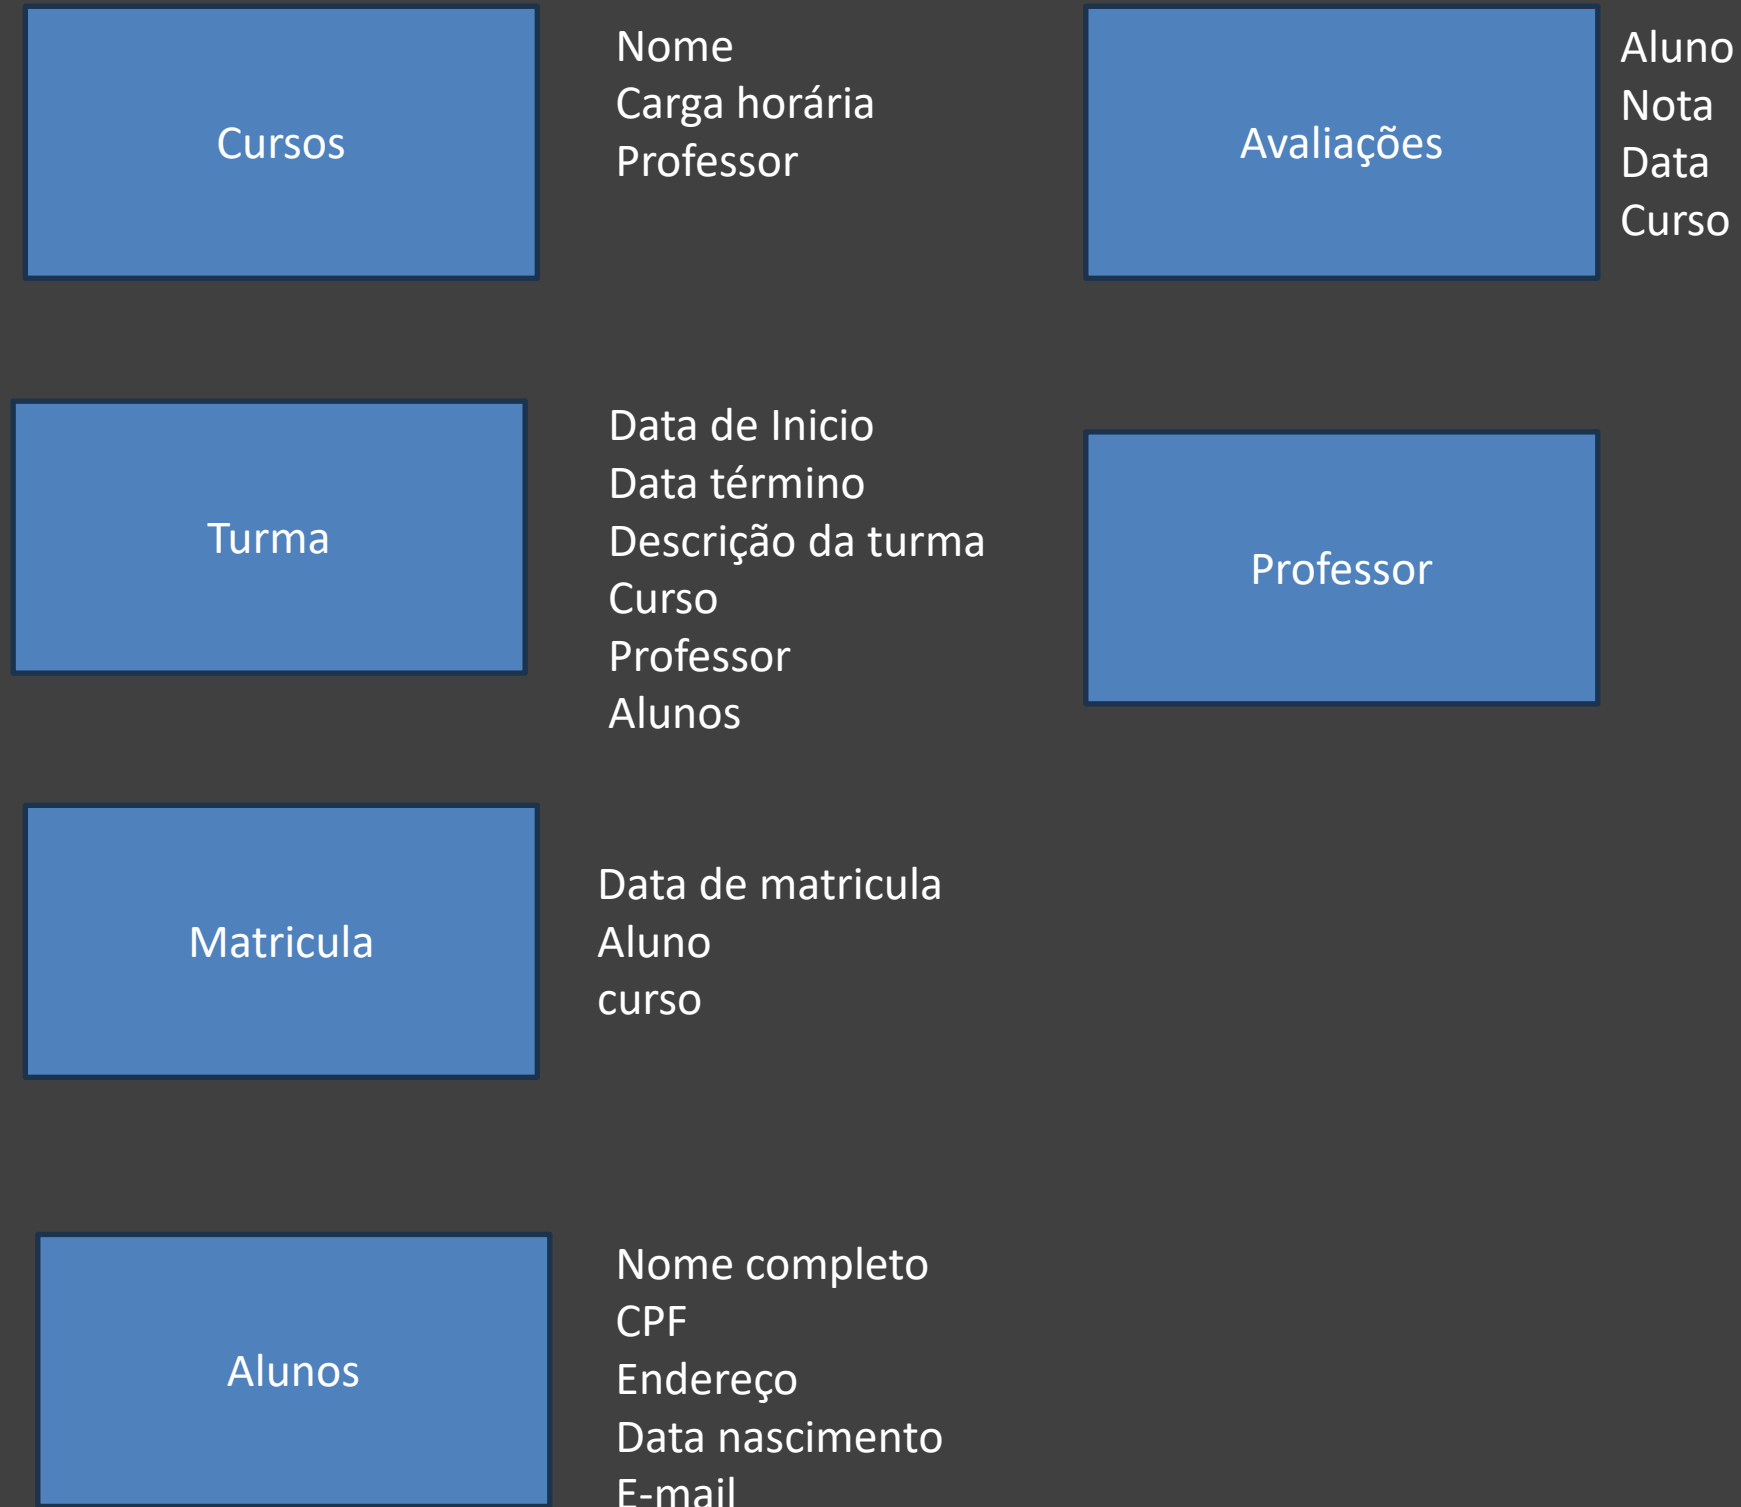 Cursos
Nome
Carga horária
Professor
Avaliações
Aluno
Nota
Data
Curso
Turma
Data de Inicio
Data término
Descrição da turma
Curso
Professor
Alunos
Professor
Matricula
Data de matricula
Aluno
curso
Alunos
Nome completo
CPF
Endereço
Data nascimento
E-mail